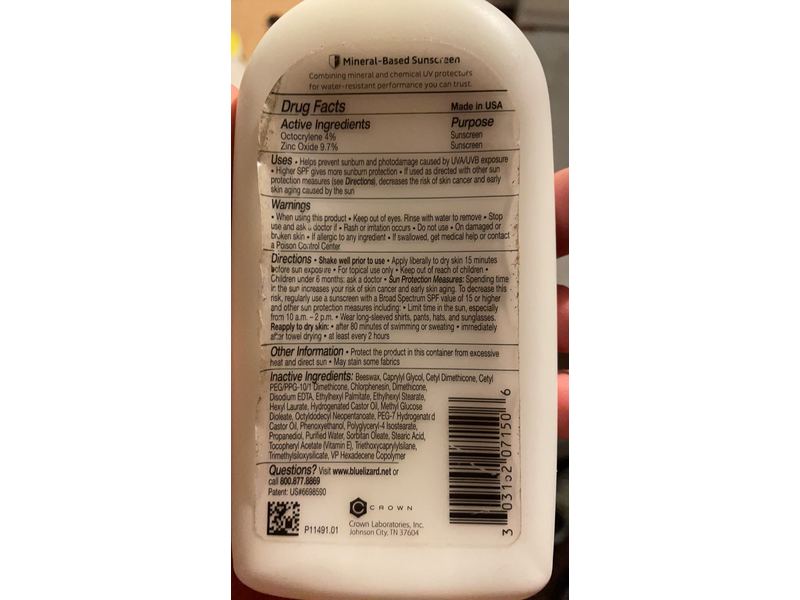 Mineral-Based Sunscreen
Combining mineral and chemical UV protectors
for water-resistant performance you can trust.
Drug Facts Made in USA
Active Ingredients Purpose
Octocrylene 4% Sunscreen
Zinc Oxide 9.7% Sunscreen
Uses • Helps prevent sunburn and photodamage caused by UVA/UVB exposure
• Higher SPF gives more sunburn protection • If used as directed with other sun
protection measures (see Directions), decreases the risk of skin cancer and early
skin aging caused by the sun
Warnings
• When using this product • Keep out of eyes. Rinse with water to remove • Stop
use and ask a doctor if • Rash or irritation occurs • Do not use • On damaged or
broken skin • If allergic to any ingredient • If swallowed, get medical help or contact
a Poison Control Center
Directions • Shake well prior to use • Apply liberally to dry skin 15 minutes
before sun exposure • For topical use only • Keep out of reach of children •
Children under 6 months: ask a doctor • Sun Protection Measures: Spending time
in the sun increases your risk of skin cancer and early skin aging. To decrease this
risk, regularly use a sunscreen with a Broad Spectrum SPF value of 15 or higher
and other sun protection measures including: • Limit time in the sun, especially
from 10 a.m. – 2 p.m. • Wear long-sleeved shirts, pants, hats, and sunglasses.
Reapply to dry skin: • after 80 minutes of swimming or sweating • immediately
after towel drying • at least every 2 hours
Other Information • Protect the product in this container from excessive
heat and direct sun • May stain some fabrics
Inactive Ingredients: Beeswax, Caprylyl Glycol, Cetyl Dimethicone, Cetyl
PEG/PPG-10/1 Dimethicone, Chlorphenesin, Dimethicone,
Disodium EDTA, Ethylhexyl Palmitate, Ethylhexyl Stearate,
Hexyl Laurate, Hydrogenated Castor Oil, Methyl Glucose
Dioleate, Octyldodecyl Neopentanoate, PEG-7 Hydrogenated
Castor Oil, Phenoxyethanol, Polyglyceryl-4 Isostearate,
Propanediol, Purified Water, Sorbitan Oleate, Stearic Acid,
Tocopheryl Acetate (Vitamin E), Triethoxycaprylylsilane,
Trimethylsiloxysilicate, VP Hexadecene Copolymer
Questions? Visit www.bluelizard.net or
call 800.877.8869
Patent: US#6698590
P11491.01
C CROWN
Crown Laboratories, Inc.
Johnson City, TN 37604
3 03152 07150 6